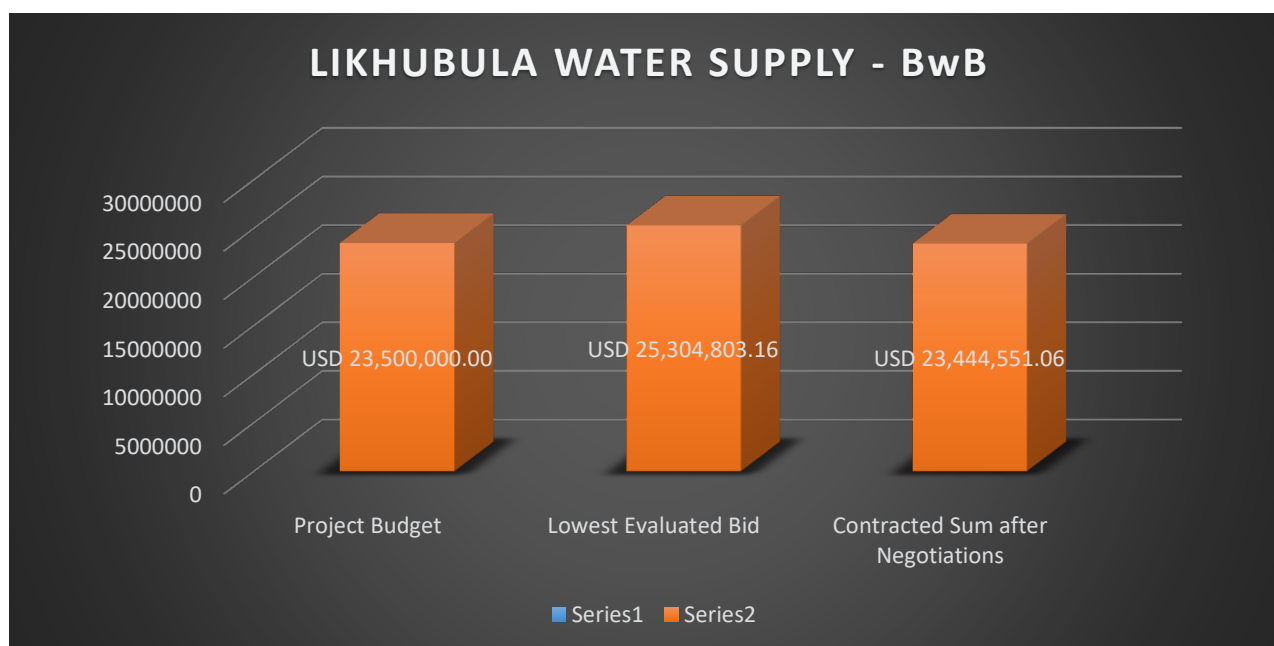 LIKHUBULA WATER SUPPLY - BwB
30000000
25000000
20000000
15000000
10000000
5000000
0
USD 23,500,000.00
USD 25,304,803.16
USD 23,444,551.06
Project Budget
Lowest Evaluated Bid
Contracted Sum after
Negotiations
Series1
Series2